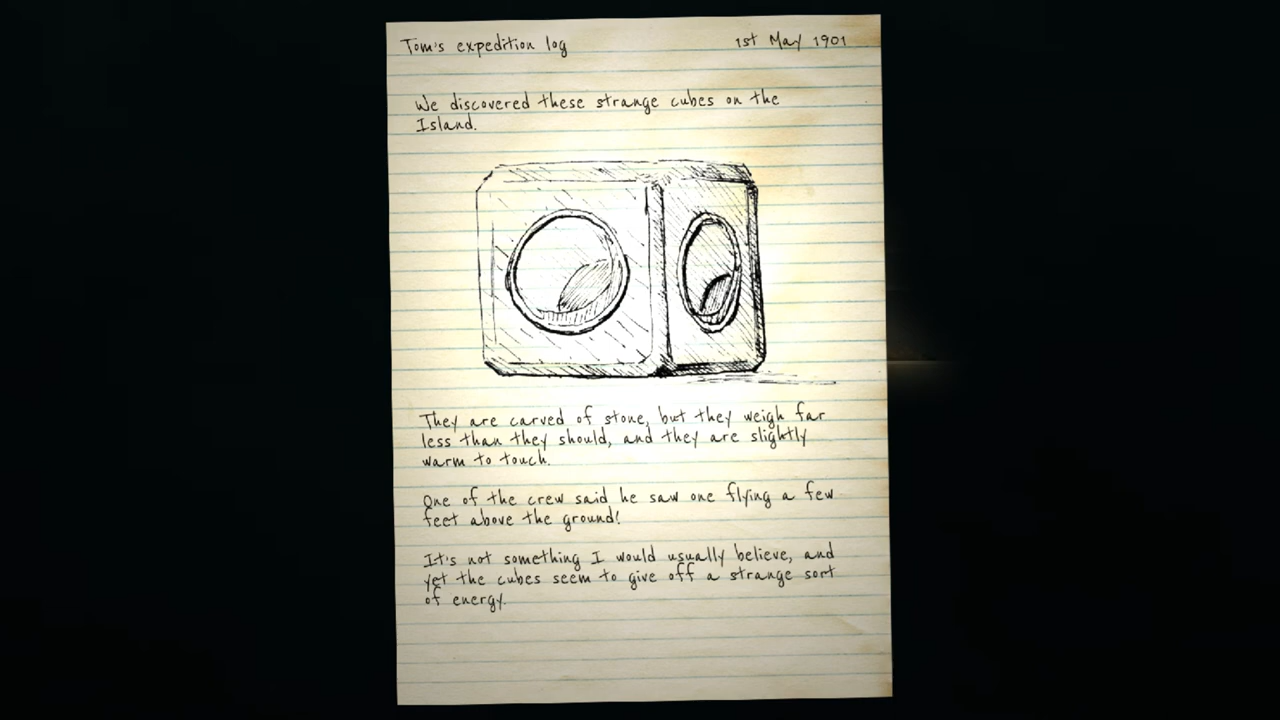 Tom's expedition log
1st May 1901
We discovered these strange cubes on the
Island.
They are carved of stone, but they weigh far
less than they should, and they are slightly
warm to touch.
One of the crew said he saw one flying a few
feet above the ground!
It's not something I would usually believe, and
yet the cubes seem to give off a strange sort
of energy.